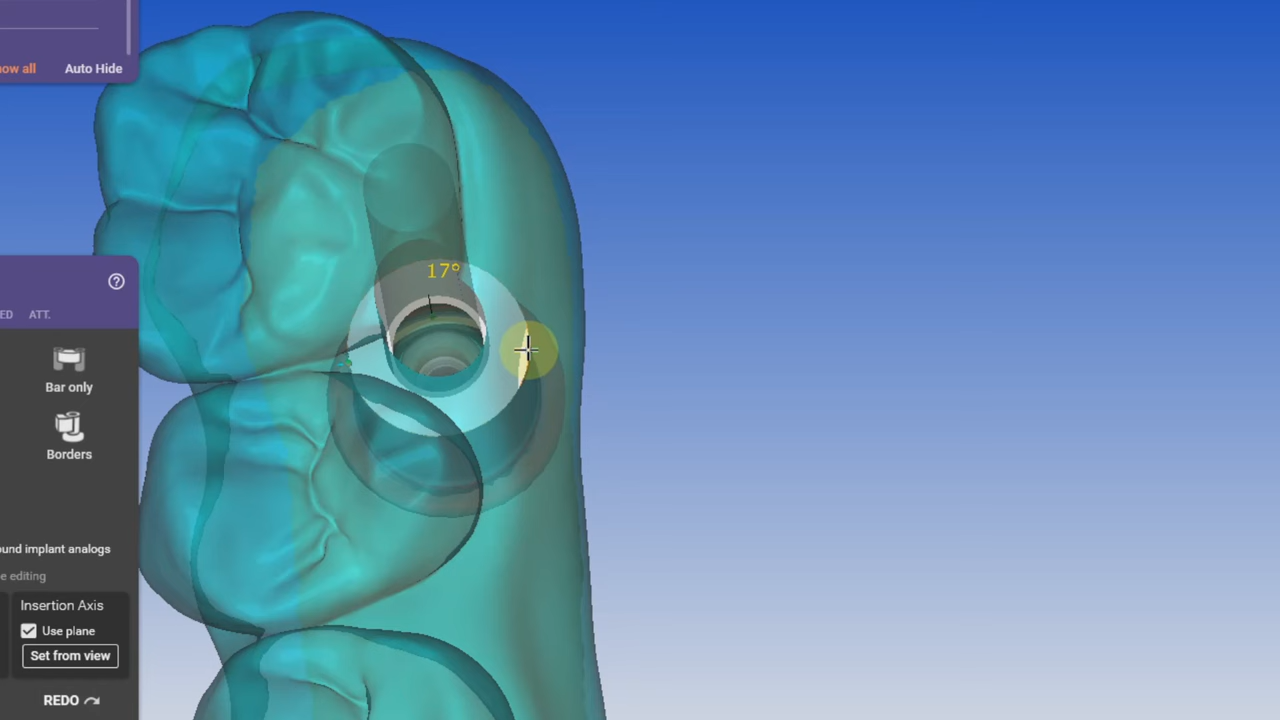 ow all
Auto Hide
17°
ED
ATT.
Bar only
Borders
ound implant analogs
e editing
Insertion Axis
Use plane
Set from view
REDO